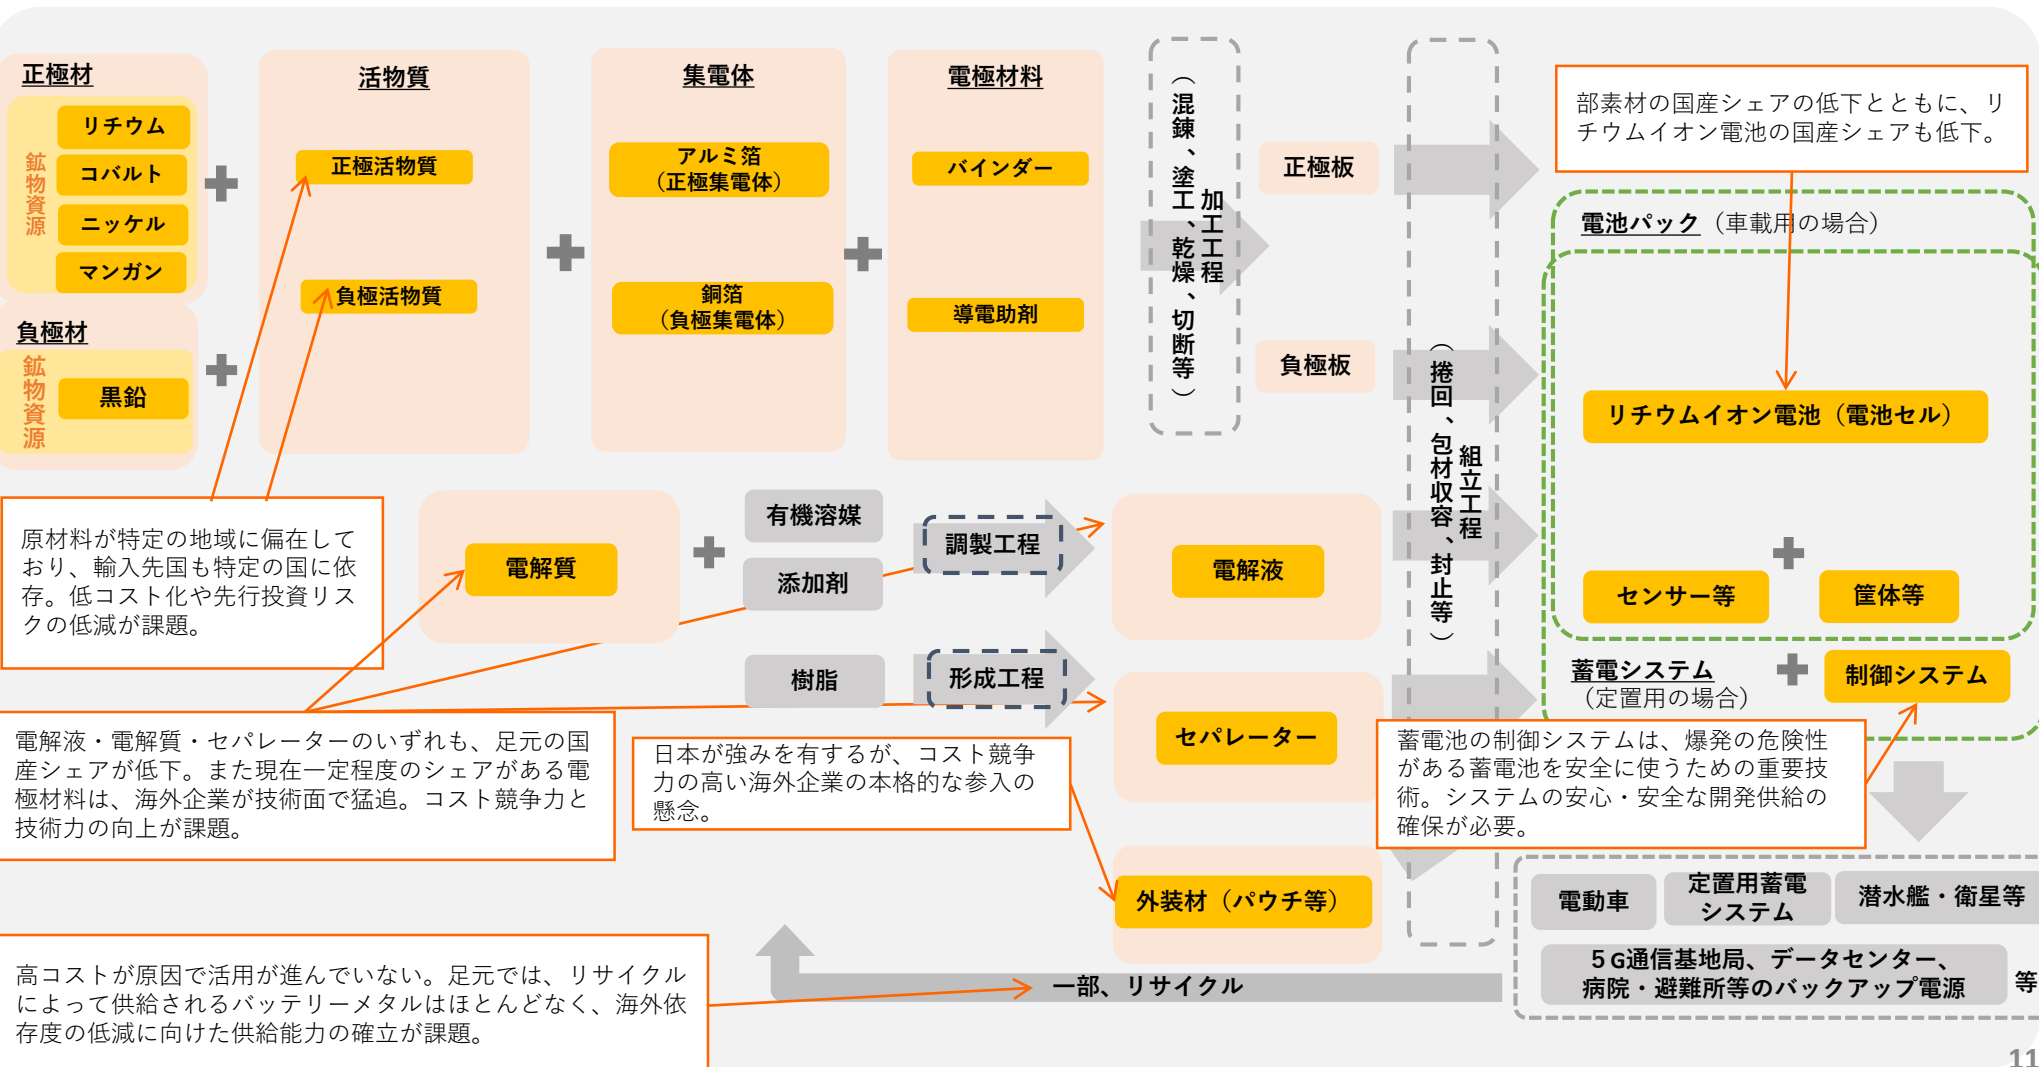 正極材
鉱物資源
リチウム
コバルト
ニッケル
マンガン
負極材
鉱物資源
黒鉛
活物質
正極活物質
負極活物質
集電体
アルミ箔
（正極集電体）
銅箔
（負極集電体）
電極材料
バインダー
導電助剤
加工工程
（混錬、塗工、乾燥、切断等）
正極板
負極板
組立工程
（捲回、包材収容、封止等）
部素材の国産シェアの低下とともに、リ
チウムイオン電池の国産シェアも低下。
電池パック（車載用の場合）
リチウムイオン電池（電池セル）
センサー等
筐体等
蓄電システム
（定置用の場合）
制御システム
原材料が特定の地域に偏在して
おり、輸入先国も特定の国に依
存。低コスト化や先行投資リス
クの低減が課題。
電解質
有機溶媒
添加剤
調製工程
電解液
樹脂
形成工程
セパレーター
電解液・電解質・セパレーターのいずれも、足元の国
産シェアが低下。また現在一定程度のシェアがある電
極材料は、海外企業が技術面で猛追。コスト競争力と
技術力の向上が課題。
日本が強みを有するが、コスト競争
力の高い海外企業の本格的な参入の
懸念。
蓄電池の制御システムは、爆発の危険性
がある蓄電池を安全に使うための重要技
術。システムの安心・安全な開発供給の
確保が必要。
外装材（パウチ等）
電動車
定置用蓄電
システム
潜水艦・衛星等
５G通信基地局、データセンター、
病院・避難所等のバックアップ電源
等
高コストが原因で活用が進んでいない。足元では、リサイクル
によって供給されるバッテリーメタルはほとんどなく、海外依
存度の低減に向けた供給能力の確立が課題。
一部、リサイクル
11